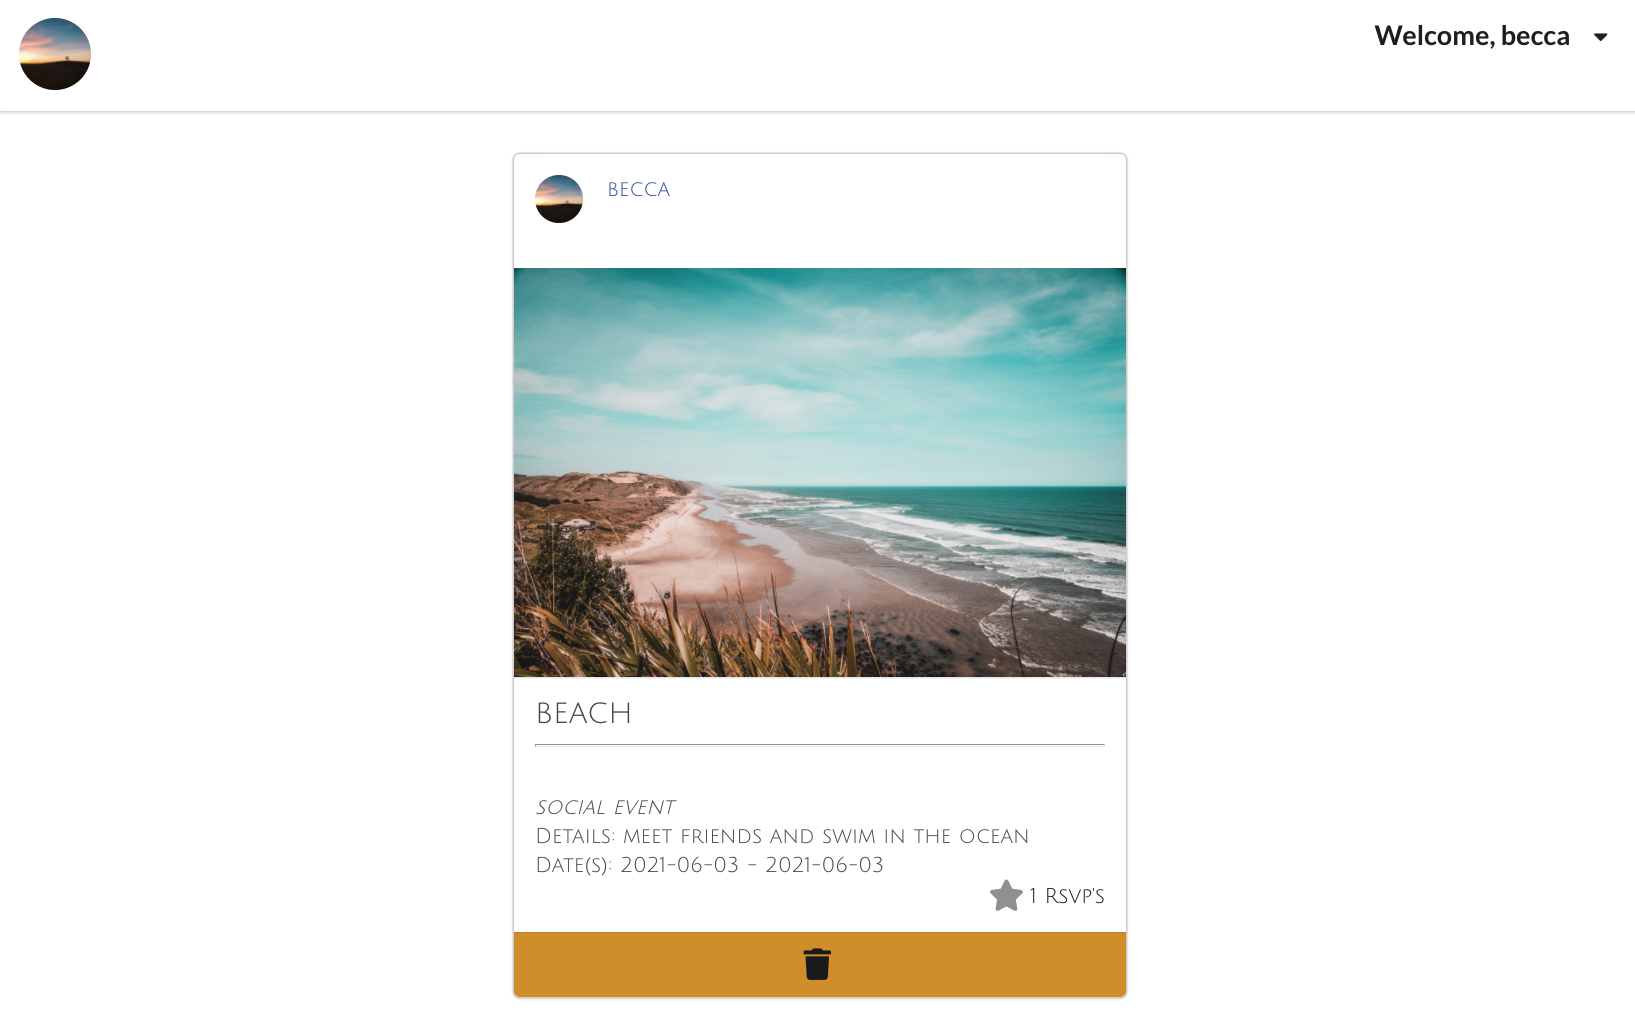 Welcome, becca
BECCA
BEACH
SOCIAL EVENT
Details: meet friends and swim in the ocean
Date(s): 2021-06-03 - 2021-06-03
1 Rsvp's